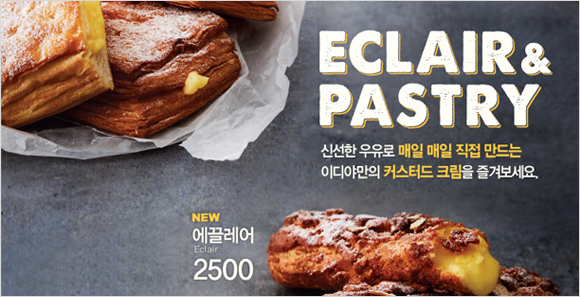 ECLAIR &
PASTRY
신선한 우유로 매일 매일 직접 만드는
이디야만의 커스터드 크림을 즐겨보세요.
NEW
에끌레어
Eclair
2500